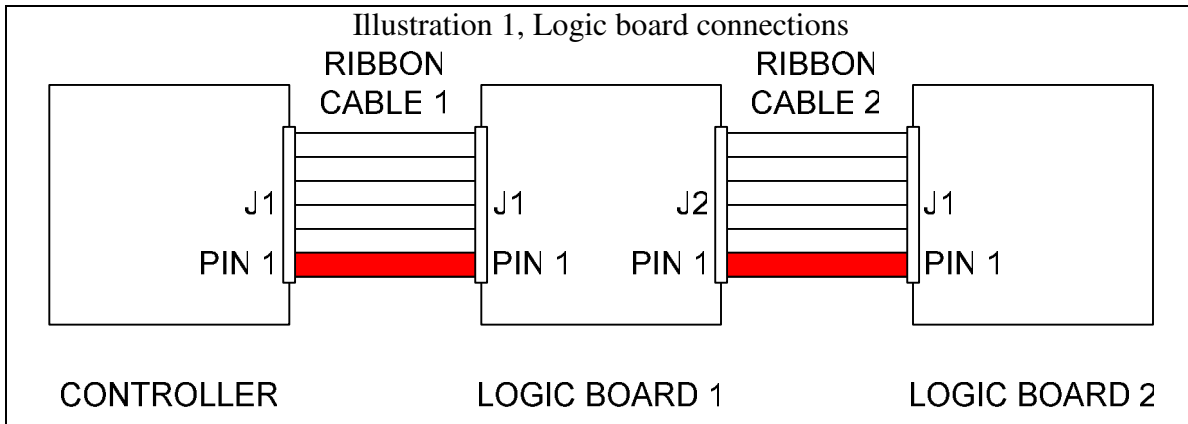 Illustration 1, Logic board connections
RIBBON
CABLE 1
RIBBON
CABLE 2
J1
J1
J2
J1
PIN 1
PIN 1
PIN 1
PIN 1
CONTROLLER
LOGIC BOARD 1
LOGIC BOARD 2